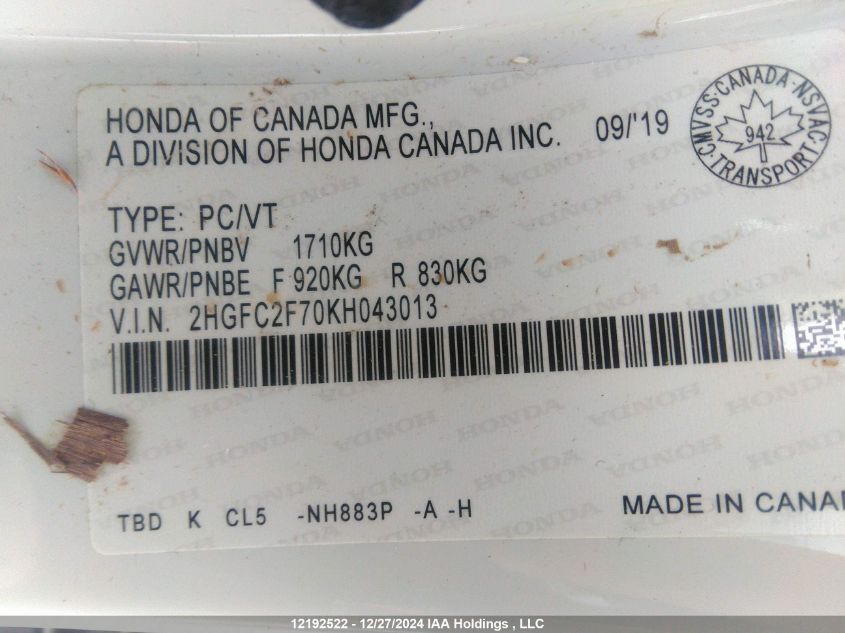 HONDA OF CANADA MFG.,
A DIVISION OF HONDA CANADA INC. 09/'19
CMVSS·CANADA·NSVAC·TRANSPORT·
942
TYPE: PC/VT
GVWR/PNBV 1710KG
GAWR/PNBE F 920KG R 830KG
V.I.N. 2HGFC2F70KH043013
TBD K CL5 -NH883P -A -H
MADE IN CANA
12192522 - 12/27/2024 IAA Holdings , LLC